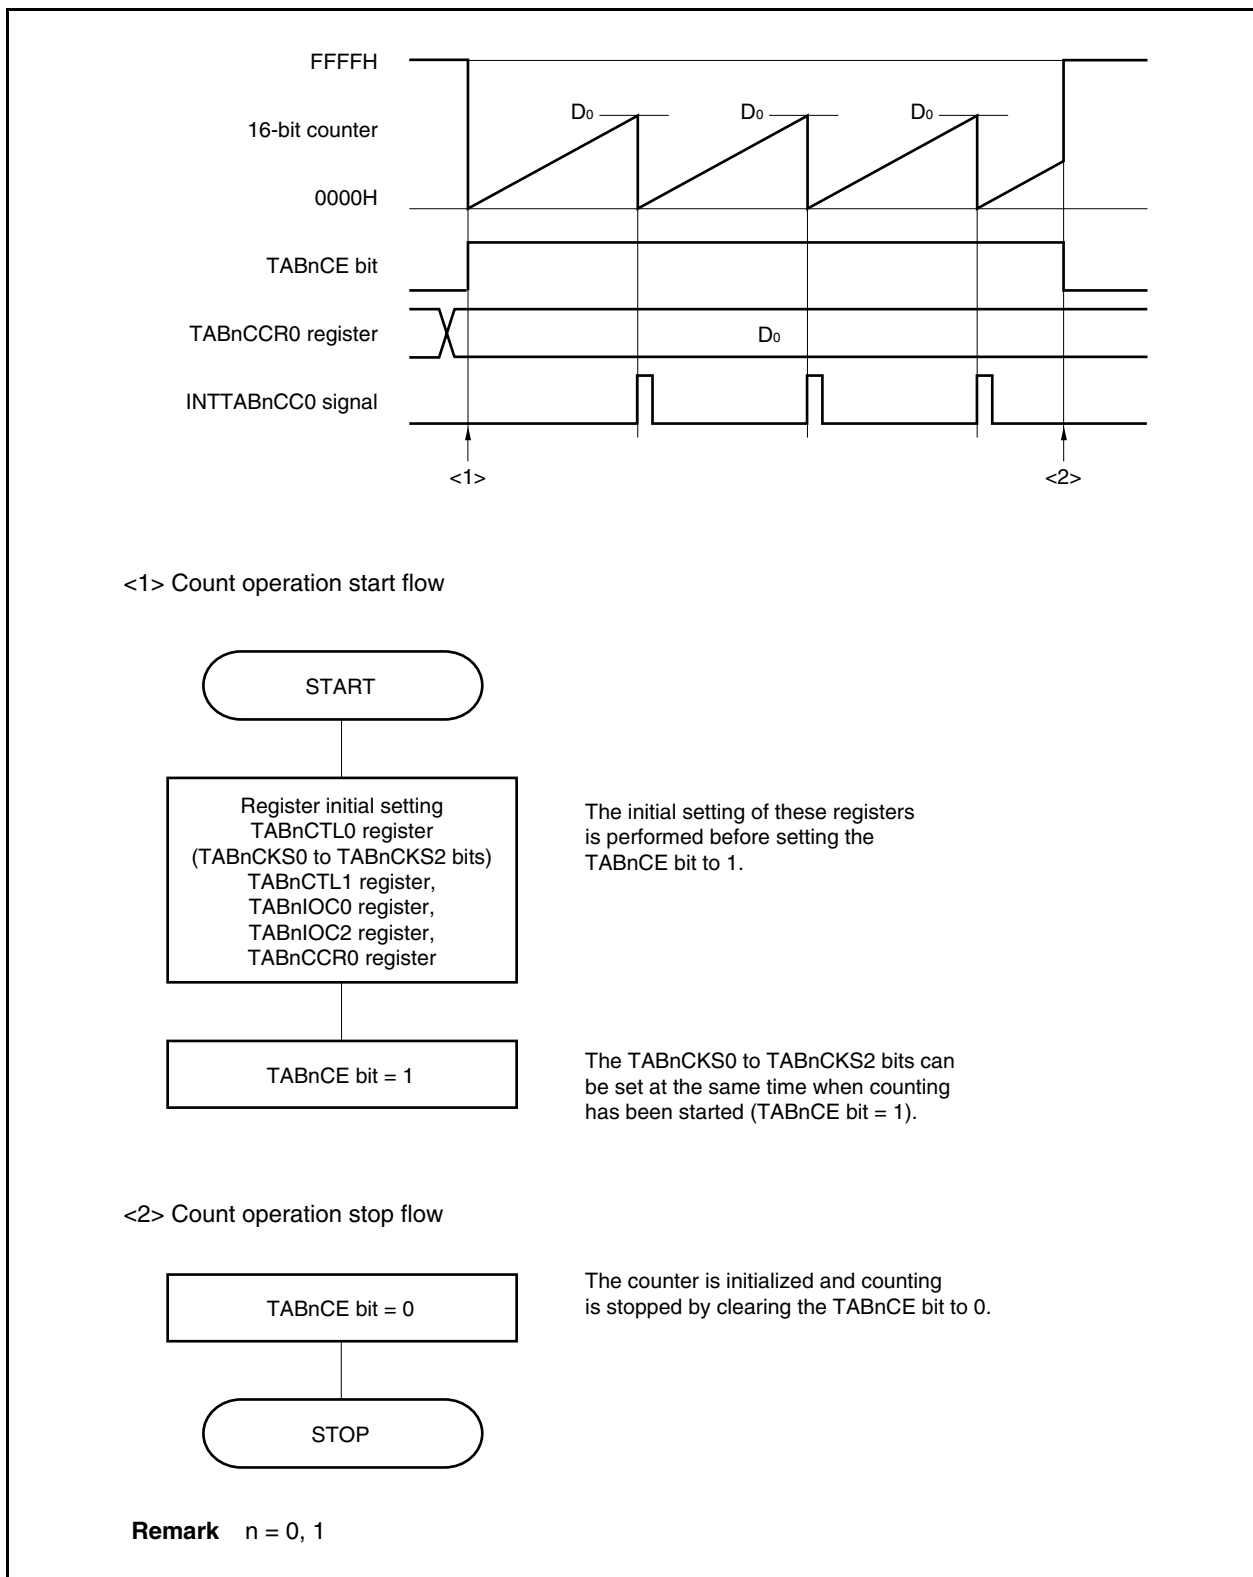 FFFFH
D0 D0 D0
16-bit counter
0000H
TABnCE bit
TABnCCR0 register
D0
INTTABnCC0 signal
<1> <2>
<1> Count operation start flow
START
Register initial setting
TABnCTL0 register
(TABnCKS0 to TABnCKS2 bits)
TABnCTL1 register,
TABnIOC0 register,
TABnIOC2 register,
TABnCCR0 register
The initial setting of these registers
is performed before setting the
TABnCE bit to 1.
TABnCE bit = 1
The TABnCKS0 to TABnCKS2 bits can
be set at the same time when counting
has been started (TABnCE bit = 1).
<2> Count operation stop flow
TABnCE bit = 0
The counter is initialized and counting
is stopped by clearing the TABnCE bit to 0.
STOP
Remark n = 0, 1